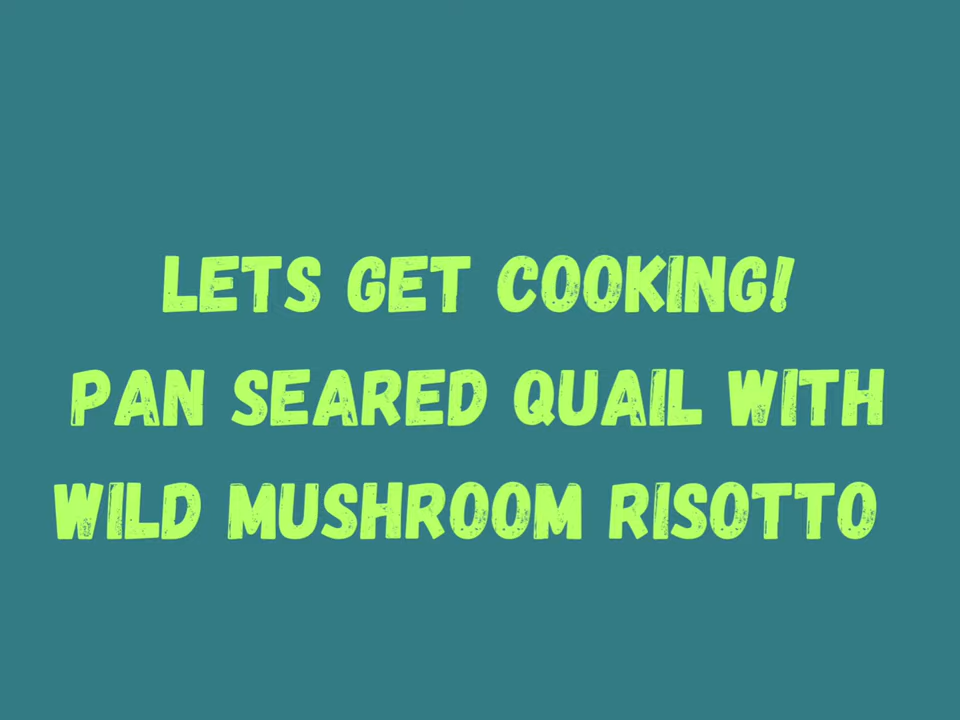 LETS GET COOKING!
PAN SEARED QUAIL WITH
WILD MUSHROOM RISOTTO